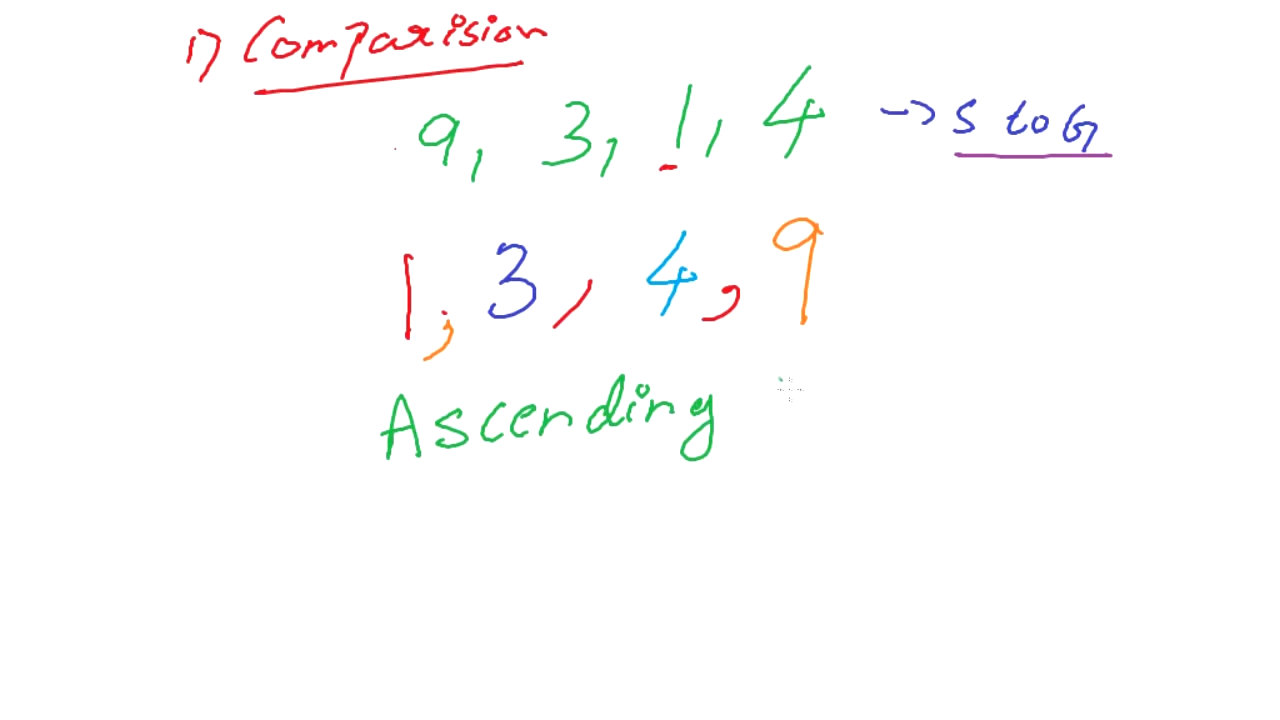 1) Comparision
9, 3, 1, 4 -> S to G
1, 3, 4, 9
Ascending